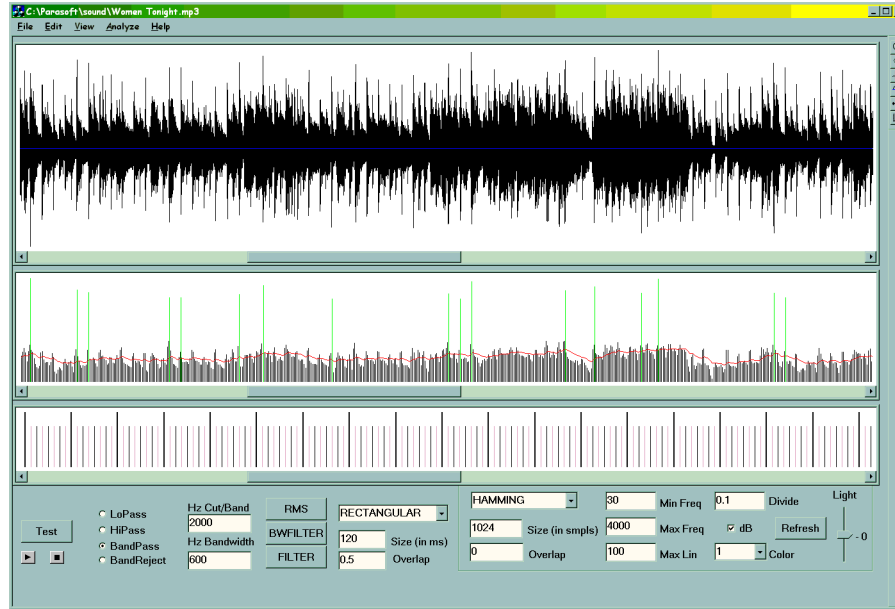 C:\Parasoft\sound\Woman Tonight.mp3
File Edit View Analyze Help
Test
LoPass
HiPass
BandPass
BandReject
Hz Cut/Band
2000
Hz Bandwidth
600
RMS
BWFILTER
FILTER
RECTANGULAR
120 Size (in ms)
0.5 Overlap
HAMMING
1024 Size (in smpls)
0 Overlap
30 Min Freq
4000 Max Freq
100 Max Lin
0.1 Divide
dB Refresh
1 Color
Light
- 0